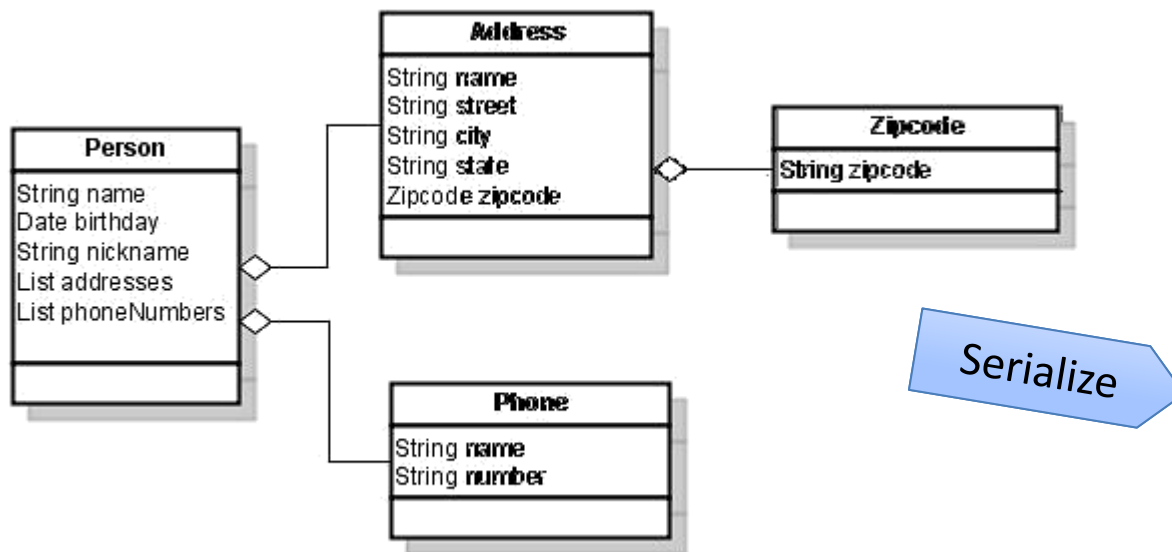 Person
String name
Date birthday
String nickname
List addresses
List phoneNumbers
Address
String name
String street
String city
String state
Zipcode zipcode
Zipcode
String zipcode
Phone
String name
String number
Serialize